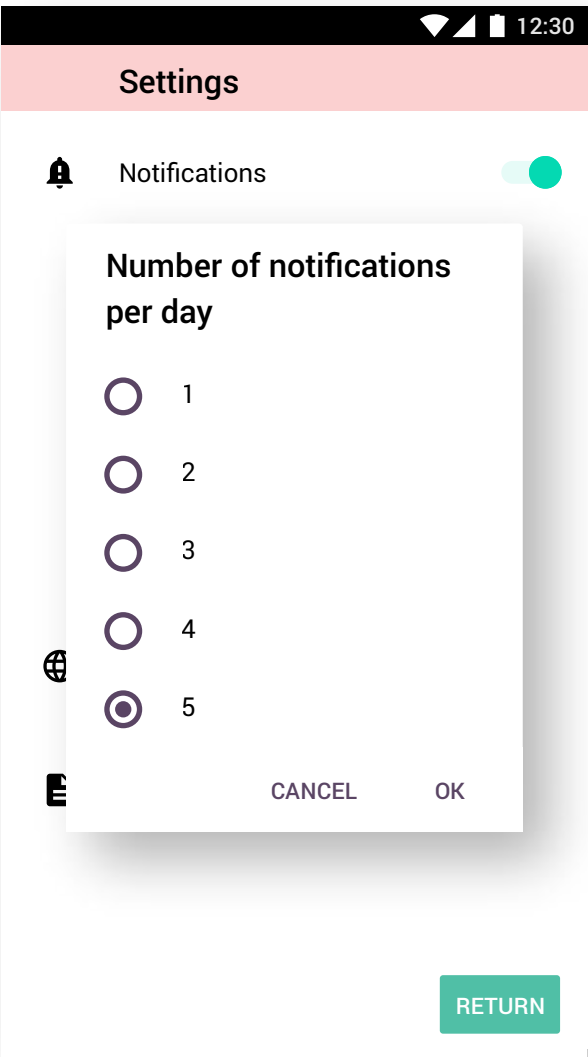 12:30
Settings
Notifications
Number of notifications
per day
1
2
3
4
5
CANCEL OK
RETURN